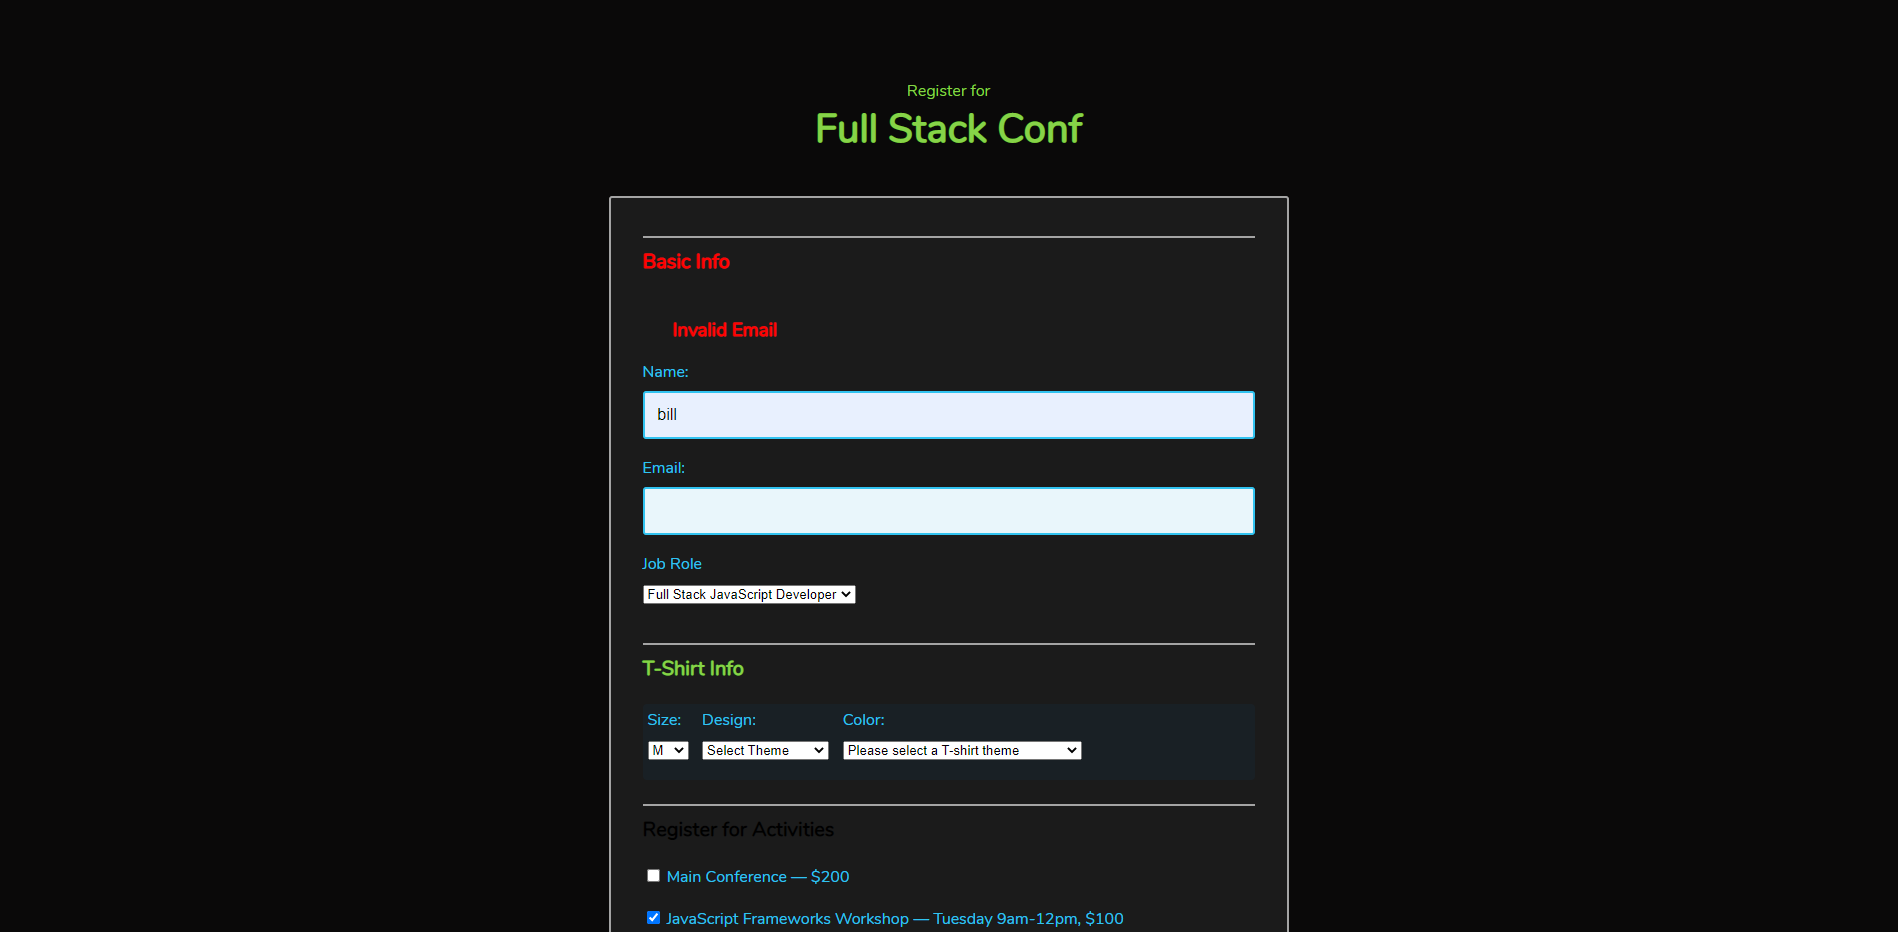 Register for
Full Stack Conf
Basic Info
Invalid Email
Name:
bill
Email:
Job Role
Full Stack JavaScript Developer
T-Shirt Info
Size: Design: Color:
M Select Theme Please select a T-shirt theme
Register for Activities
Main Conference — $200
JavaScript Frameworks Workshop — Tuesday 9am-12pm, $100